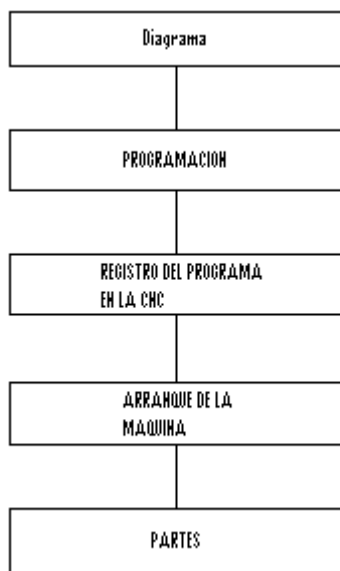 Diagrama
PROGRAMACION
REGISTRO DEL PROGRAMA
EN LA CNC
ARRANQUE DE LA
MAQUINA
PARTES